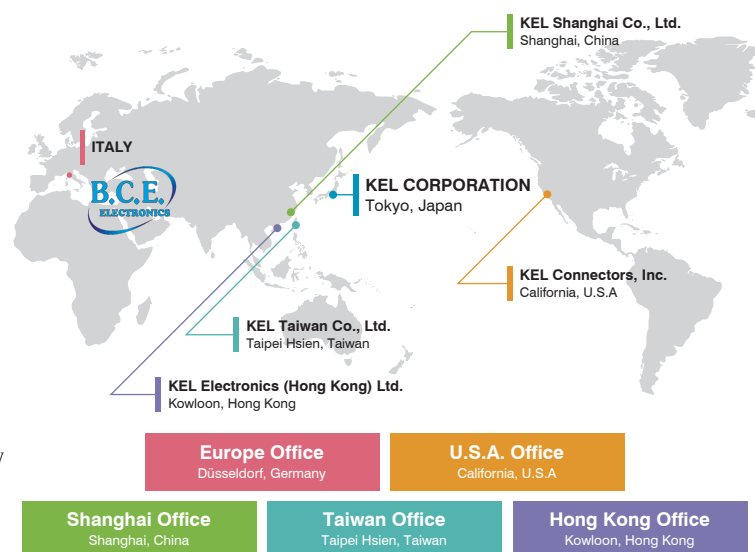 KEL Shanghai Co., Ltd.
Shanghai, China
ITALY
B.C.E.
ELECTRONICS
KEL CORPORATION
Tokyo, Japan
KEL Connectors, Inc.
California, U.S.A
KEL Taiwan Co., Ltd.
Taipei Hsien, Taiwan
KEL Electronics (Hong Kong) Ltd.
Kowloon, Hong Kong
Europe Office
Düsseldorf, Germany
U.S.A. Office
California, U.S.A
Shanghai Office
Shanghai, China
Taiwan Office
Taipei Hsien, Taiwan
Hong Kong Office
Kowloon, Hong Kong